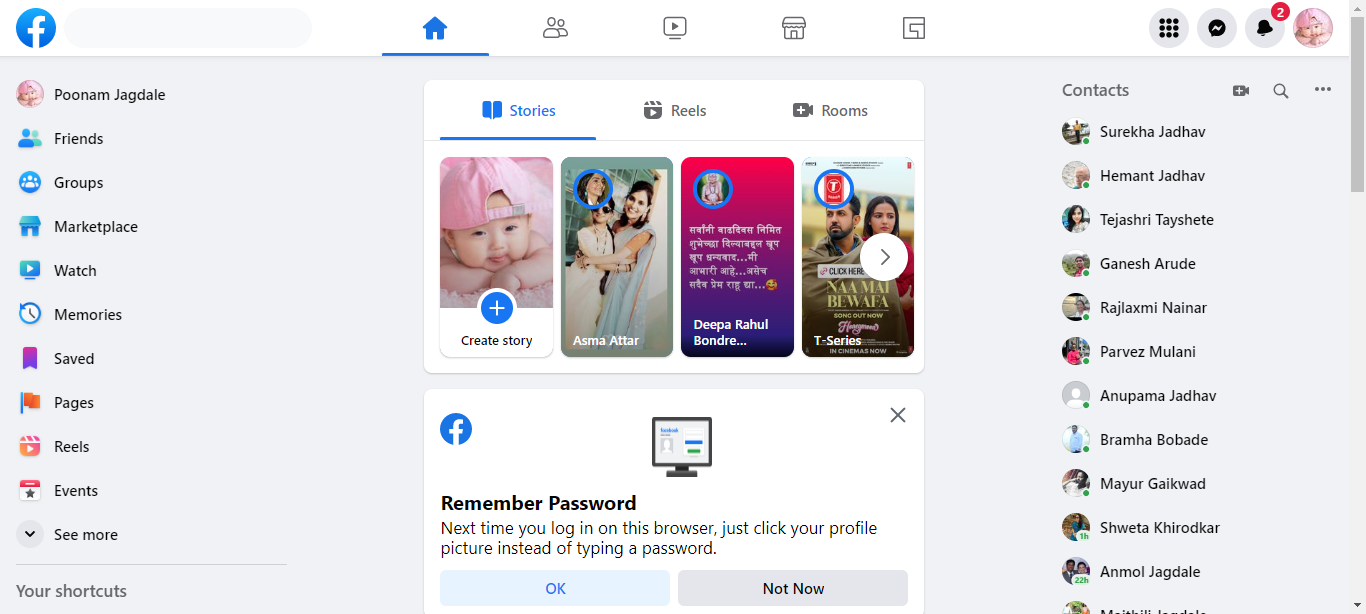 2
Poonam Jagdale
Friends
Groups
Marketplace
Watch
Memories
Saved
Pages
Reels
Events
See more
Your shortcuts
Stories
Reels
Rooms
Create story
Asma Attar
सर्वांनी वाढदिवस निमित
शुभेच्छा दिल्याबद्दल खूप
खूप धन्यवाद...मी
आभारी आहे...असेच
सदैव प्रेम राहू द्या...🥰
Deepa Rahul
Bondre...
CLICK HERE
NAA MAI
BEWAFA
SONG OUT NOW
Honeymoon
IN CINEMAS NOW
T-Series
Remember Password
Next time you log in on this browser, just click your profile
picture instead of typing a password.
OK
Not Now
Contacts
Surekha Jadhav
Hemant Jadhav
Tejashri Tayshete
Ganesh Arude
Rajlaxmi Nainar
Parvez Mulani
Anupama Jadhav
Bramha Bobade
Mayur Gaikwad
Shweta Khirodkar
1h
Anmol Jagdale
22h